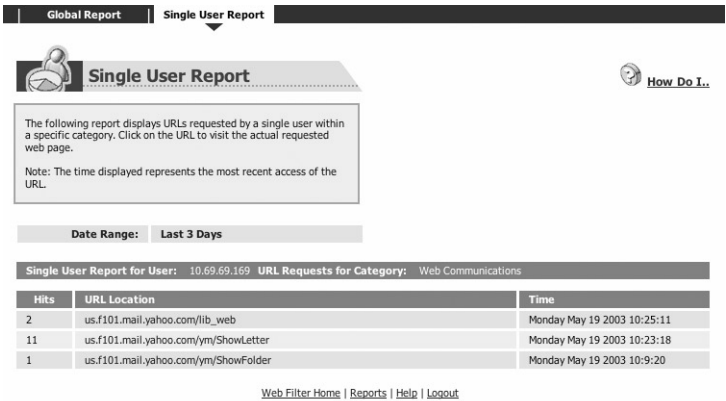 Global Report | Single User Report
Single User Report
How Do I..
The following report displays URLs requested by a single user within
a specific category. Click on the URL to visit the actual requested
web page.
Note: The time displayed represents the most recent access of the
URL.
Date Range: Last 3 Days
Single User Report for User: 10.69.69.169 URL Requests for Category: Web Communications
Hits URL Location Time
2 us.f101.mail.yahoo.com/lib_web Monday May 19 2003 10:25:11
11 us.f101.mail.yahoo.com/ym/ShowLetter Monday May 19 2003 10:23:18
1 us.f101.mail.yahoo.com/ym/ShowFolder Monday May 19 2003 10:9:20
Web Filter Home | Reports | Help | Logout